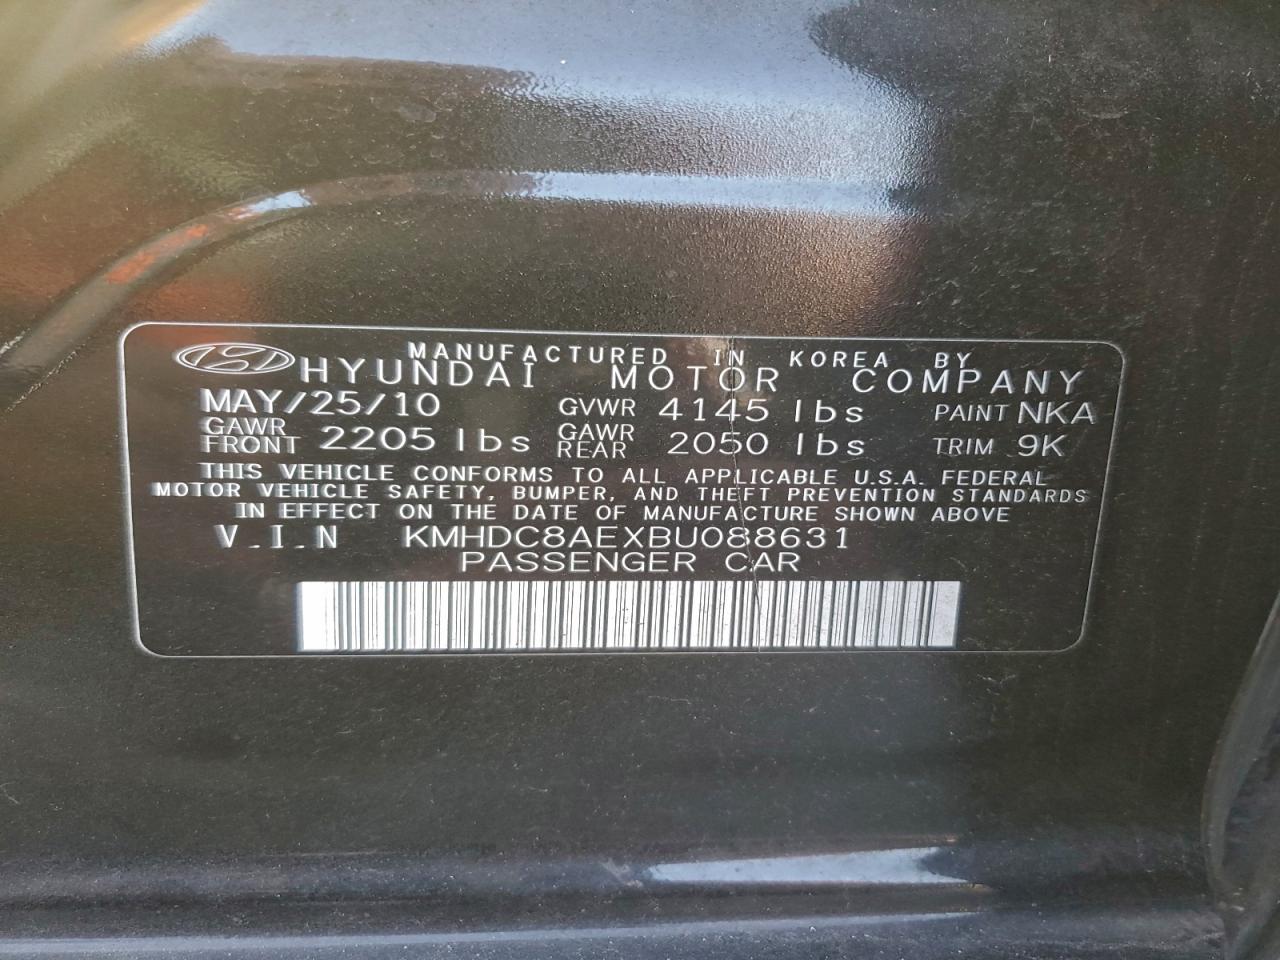 MANUFACTURED IN KOREA BY
HYUNDAI MOTOR COMPANY
MAY/25/10 GVWR 4145 lbs PAINT NKA
GAWR FRONT 2205 lbs GAWR REAR 2050 lbs TRIM 9K
THIS VEHICLE CONFORMS TO ALL APPLICABLE U.S.A. FEDERAL
MOTOR VEHICLE SAFETY, BUMPER, AND THEFT PREVENTION STANDARDS
IN EFFECT ON THE DATE OF MANUFACTURE SHOWN ABOVE
V.I.N KMHDC8AEXBU088631
PASSENGER CAR